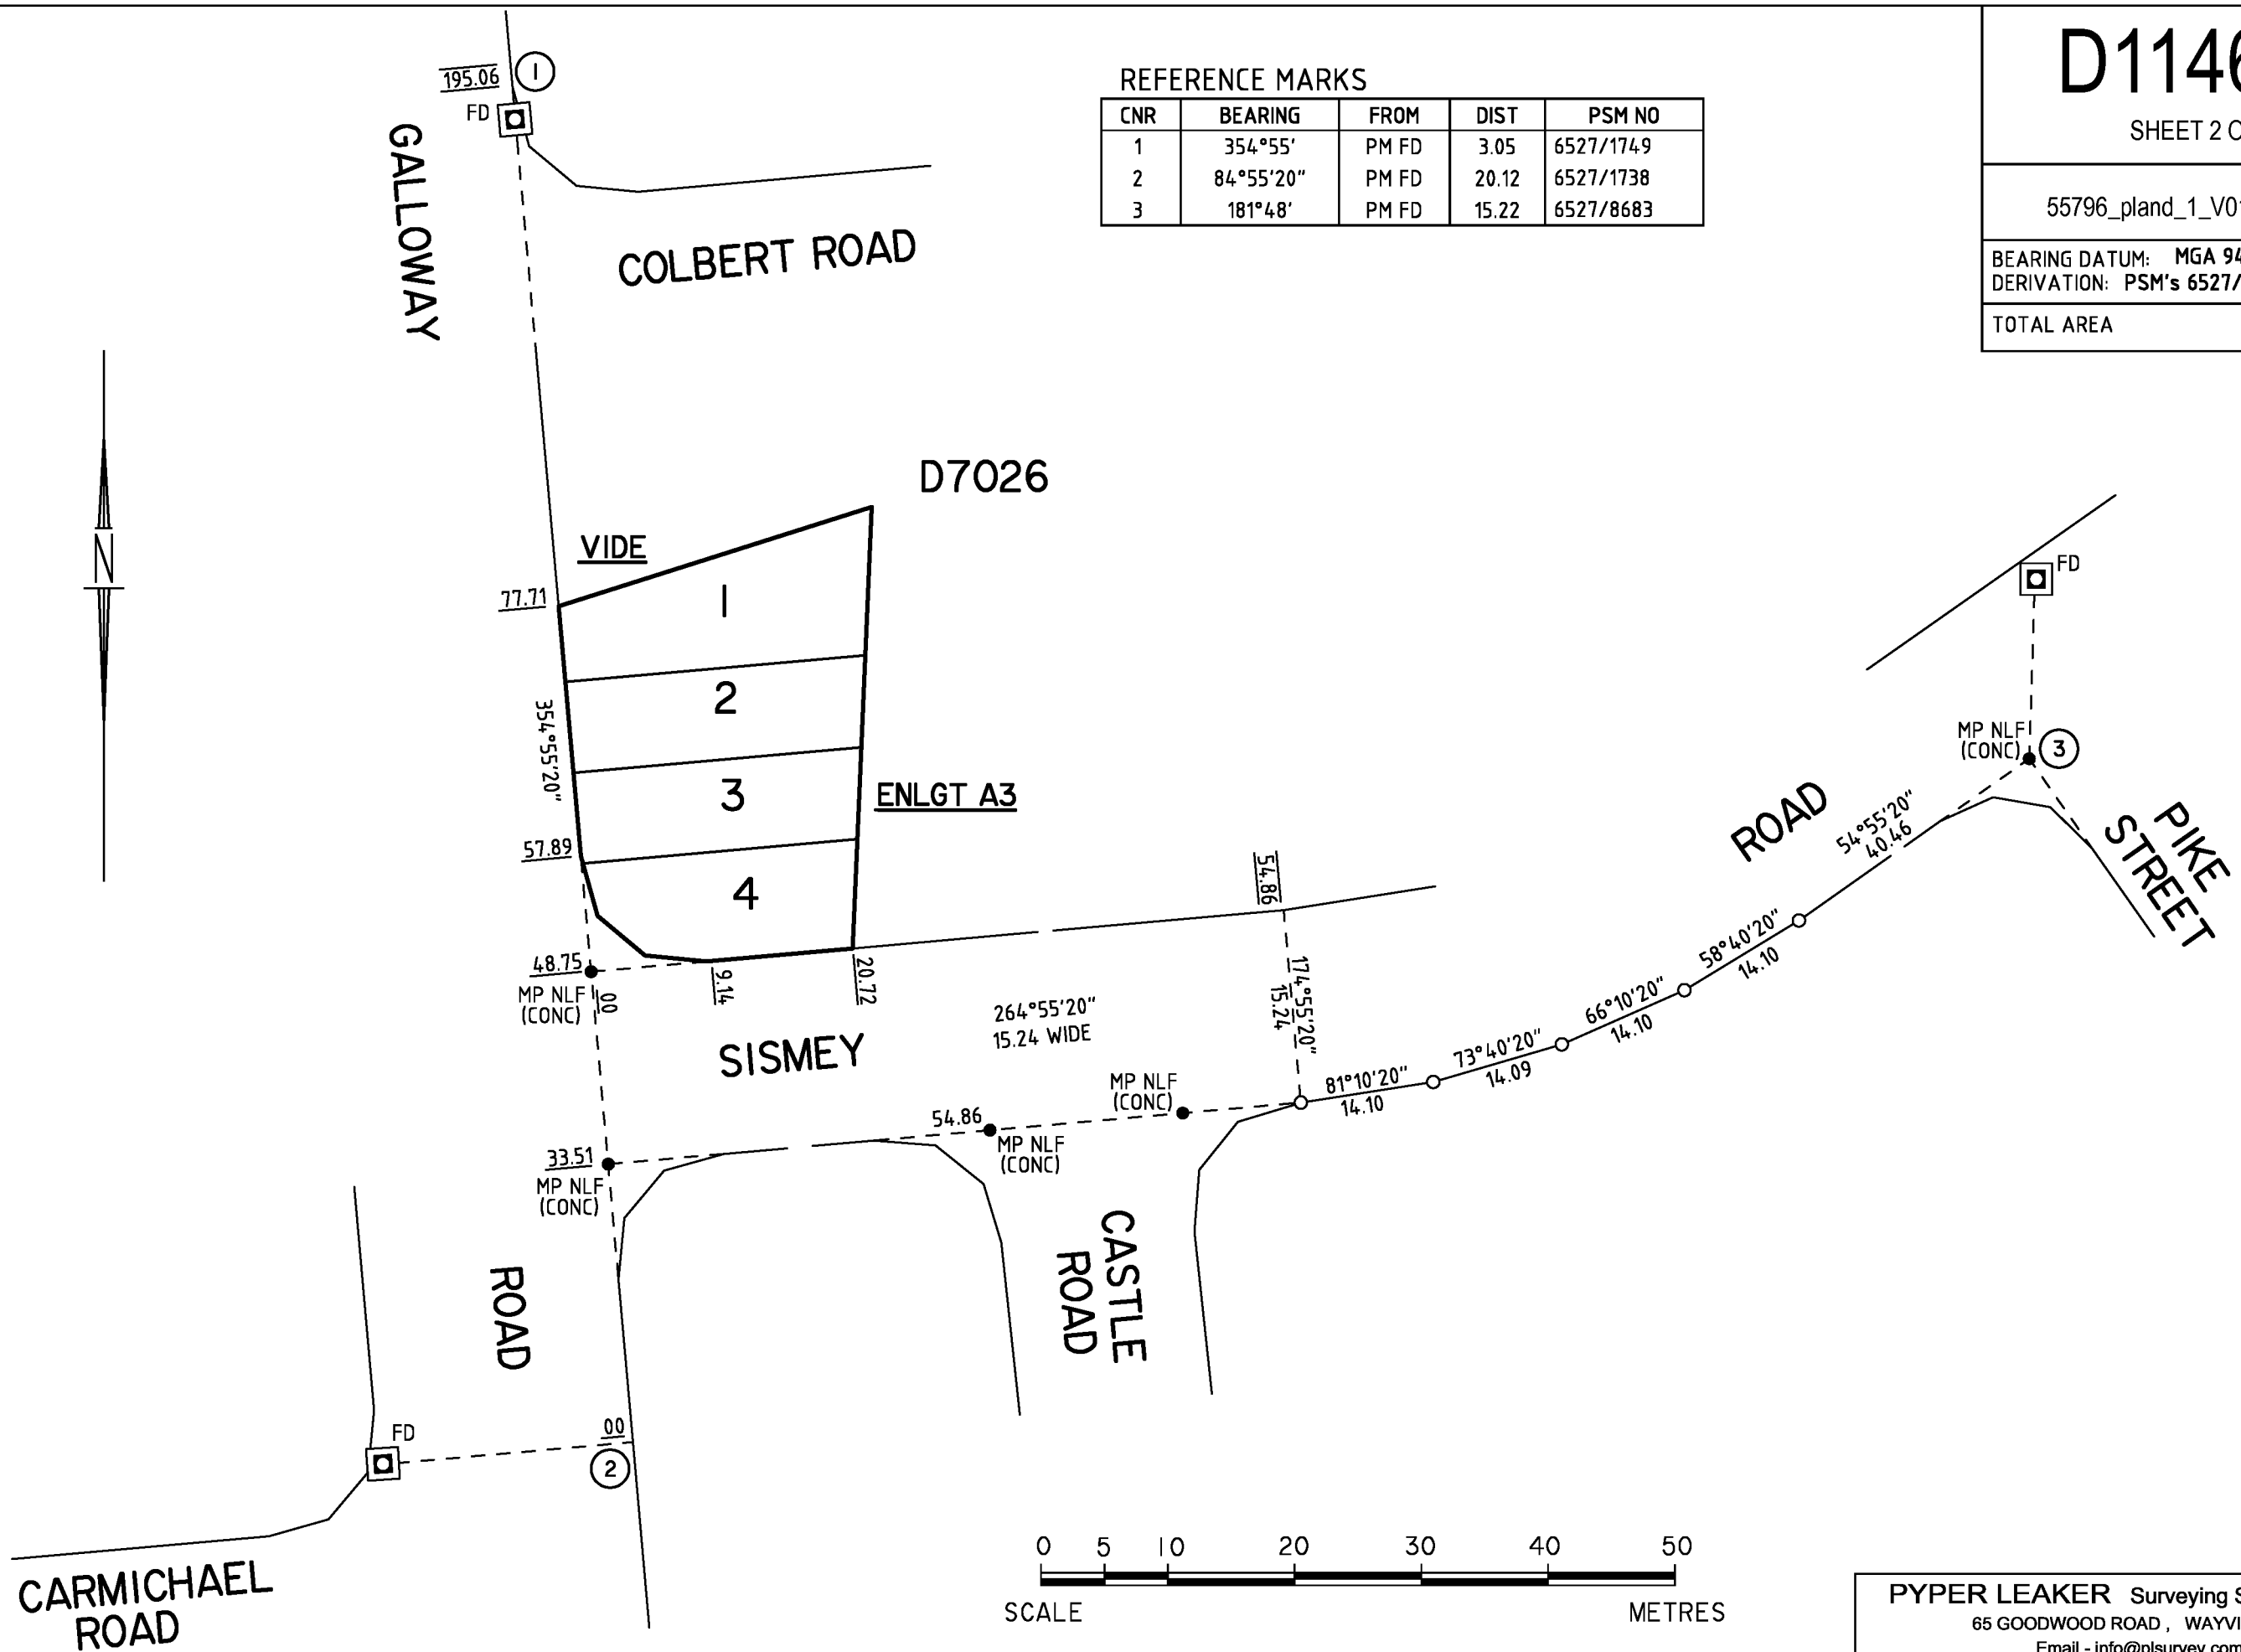 D1146
SHEET 2 O
55796_pland_1_V01
BEARING DATUM: MGA 94
DERIVATION: PSM's 6527/
TOTAL AREA
REFERENCE MARKS
CNR BEARING FROM DIST PSM NO
1 354°55' PM FD 3.05 6527/1749
2 84°55'20" PM FD 20.12 6527/1738
3 181°48' PM FD 15.22 6527/8683
195.06
1
FD
GALLOWAY
COLBERT ROAD
N
D7026
VIDE
77.71
1
2
3
4
354°55'20"
57.89
ENLGT A3
48.75
MP NLF
(CONC)
00
9.14
20.72
54.86
174°55'20"
15.24
264°55'20"
15.24 WIDE
SISMEY
ROAD
FD
MP NLF
(CONC)
3
54°55'20"
40.46
PIKE
STREET
58°40'20"
14.10
66°10'20"
14.10
73°40'20"
14.09
81°10'20"
14.10
MP NLF
(CONC)
54.86
MP NLF
(CONC)
33.51
MP NLF
(CONC)
ROAD
CASTLE
ROAD
FD
00
2
CARMICHAEL
ROAD
0 5 10 20 30 40 50
SCALE METRES
PYPER LEAKER Surveying S
65 GOODWOOD ROAD , WAYVI
Email - info@plsurvey.com